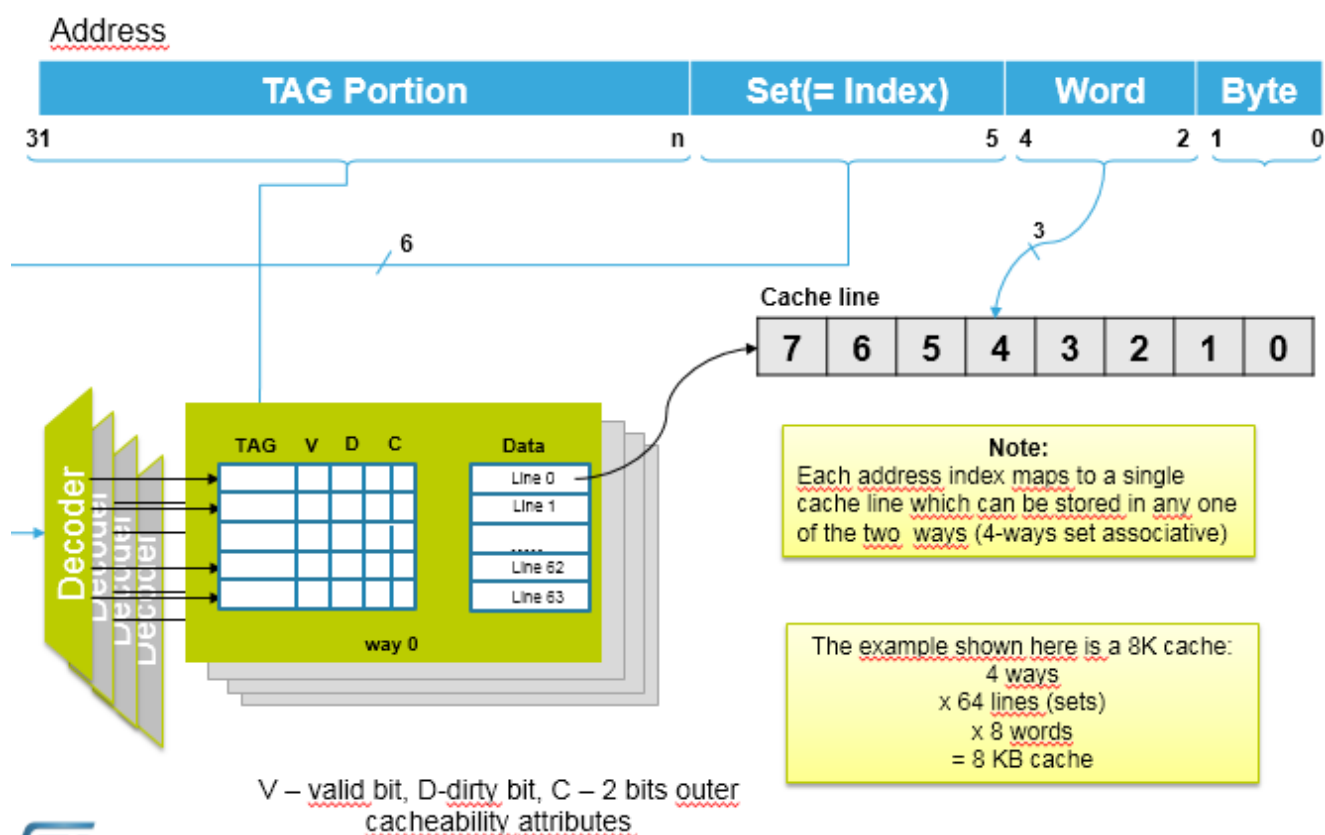 Address
TAG Portion Set(= Index) Word Byte
31 n 5 4 2 1 0
6
3
Cache line
7 6 5 4 3 2 1 0
Decoder
Decoder
Decoder
Decoder
TAG V D C Data
Line 0
Line 1
.....
Line 62
Line 63
way 0
Note:
Each address index maps to a single
cache line which can be stored in any one
of the two ways (4-ways set associative)
The example shown here is a 8K cache:
4 ways
x 64 lines (sets)
x 8 words
= 8 KB cache
V – valid bit, D-dirty bit, C – 2 bits outer
cacheability attributes